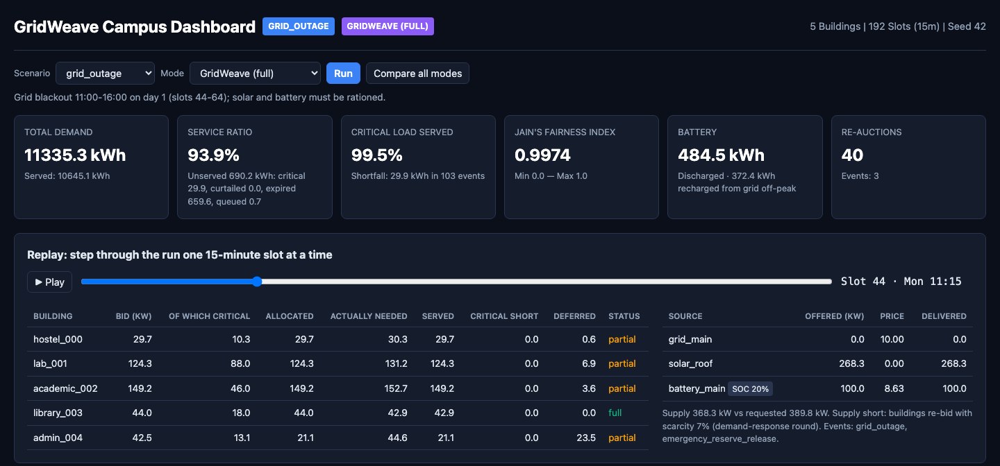 GridWeave Campus Dashboard GRID_OUTAGE GRIDWEAVE (FULL) 5 Buildings | 192 Slots (15m) | Seed 42
Scenario grid_outage Mode GridWeave (full) Run Compare all modes
Grid blackout 11:00-16:00 on day 1 (slots 44-64); solar and battery must be rationed.
TOTAL DEMAND
11335.3 kWh
Served: 10645.1 kWh
SERVICE RATIO
93.9%
Unserved 690.2 kWh: critical
29.9, curtailed 0.0, expired
659.6, queued 0.7
CRITICAL LOAD SERVED
99.5%
Shortfall: 29.9 kWh in 103 events
JAIN'S FAIRNESS INDEX
0.9974
Min 0.0 — Max 1.0
BATTERY
484.5 kWh
Discharged · 372.4 kWh
recharged from grid off-peak
RE-AUCTIONS
40
Events: 3
Replay: step through the run one 15-minute slot at a time
▶ Play Slot 44 · Mon 11:15
BUILDING BID (KW) OF WHICH CRITICAL ALLOCATED ACTUALLY NEEDED SERVED CRITICAL SHORT DEFERRED STATUS
hostel_000 29.7 10.3 29.7 30.3 29.7 0.0 0.6 partial
lab_001 124.3 88.0 124.3 131.2 124.3 0.0 6.9 partial
academic_002 149.2 46.0 149.2 152.7 149.2 0.0 3.6 partial
library_003 44.0 18.0 44.0 42.9 42.9 0.0 0.0 full
admin_004 42.5 13.1 21.1 44.6 21.1 0.0 23.5 partial
SOURCE OFFERED (KW) PRICE DELIVERED
grid_main 0.0 10.00 0.0
solar_roof 268.3 0.00 268.3
battery_main SOC 20% 100.0 8.63 100.0
Supply 368.3 kW vs requested 389.8 kW. Supply short: buildings re-bid with
scarcity 7% (demand-response round). Events: grid_outage,
emergency_reserve_release.